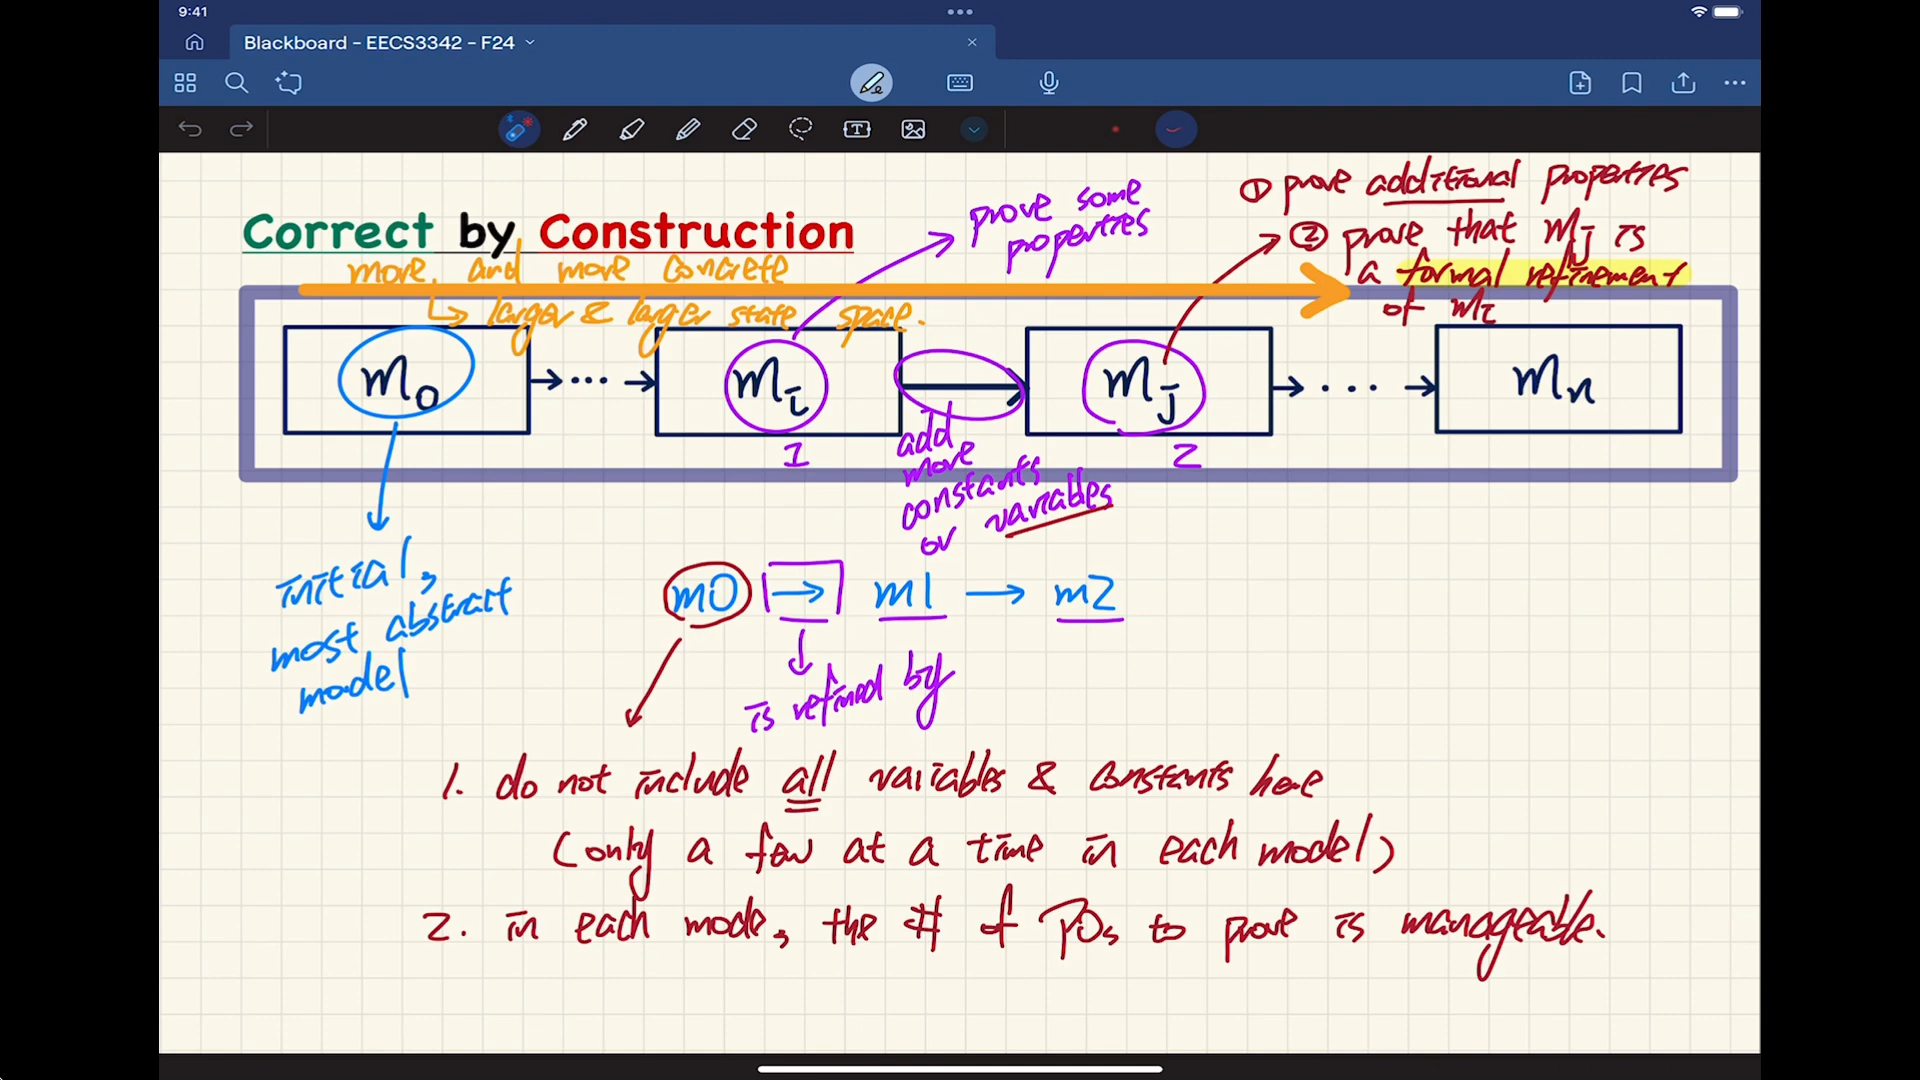 9:41
Blackboard - EECS3342 - F24
Correct by Construction
more and more concrete
↳ larger & larger state space.
prove some
properties
① prove additional properties
② prove that mj is
a formal refinement
of mi
m0
...
mi
mj
....
mn
1
2
add
more
constants
or variables
initial,
most abstract
model
m0 → m1 → m2
is refined by
1. do not include all variables & constants here
(only a few at a time in each model)
2. in each mode, the # of POs to prove is manageable.